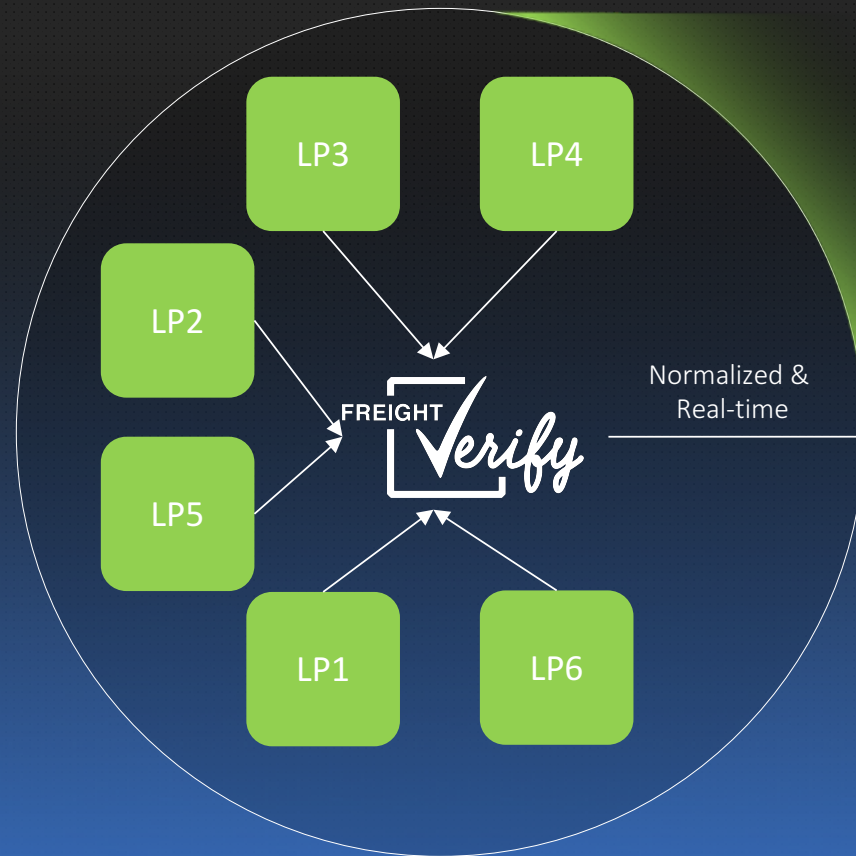 LP3
LP4
LP2
Normalized &
Real-time
FREIGHT
Verify
LP5
LP1
LP6